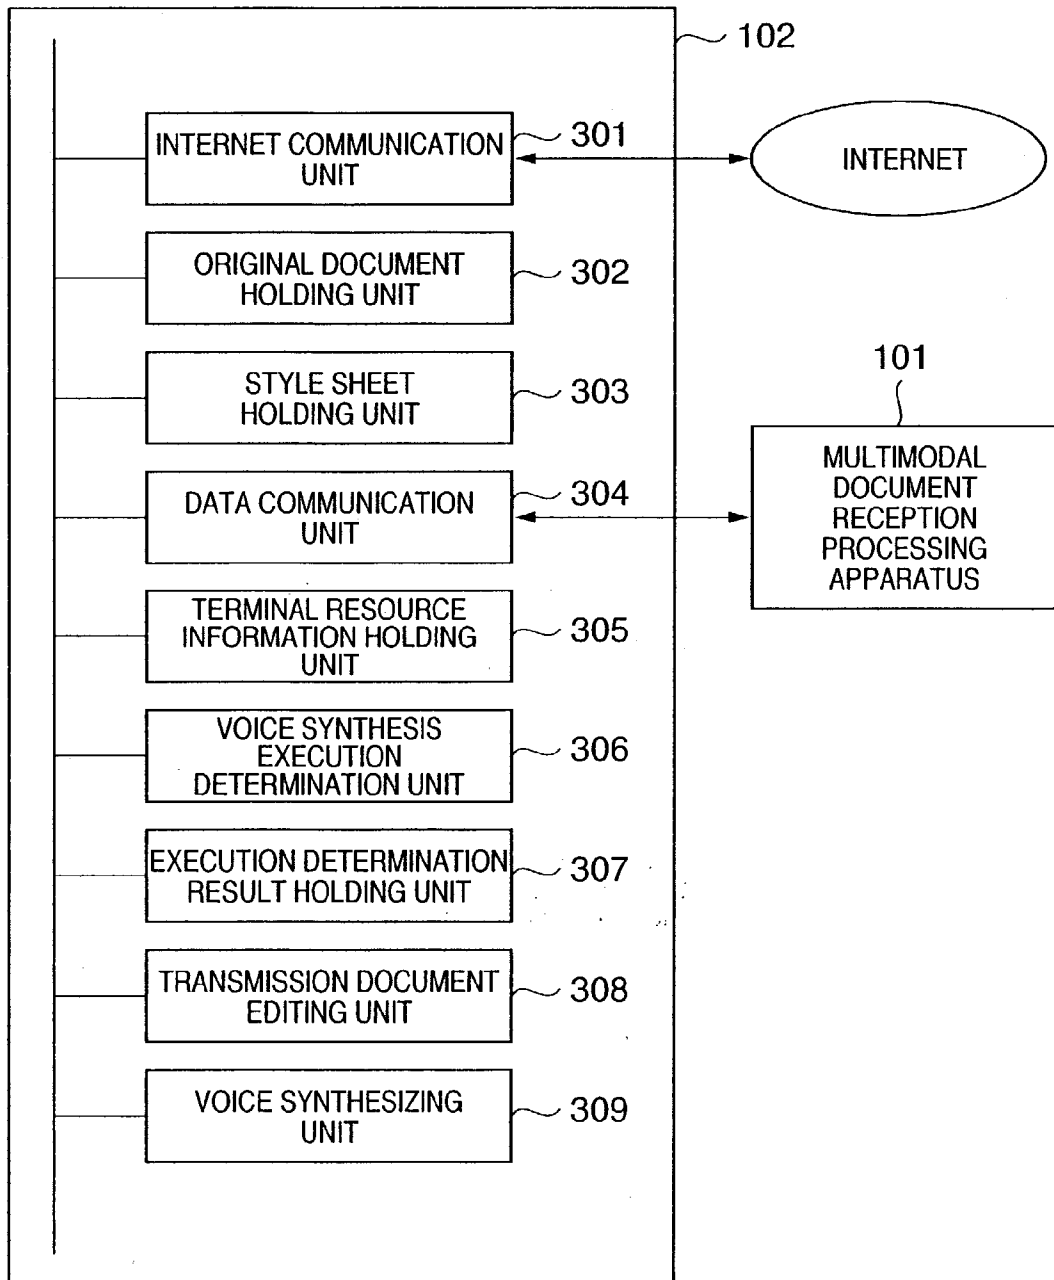 102
INTERNET COMMUNICATION
UNIT
301
INTERNET
ORIGINAL DOCUMENT
HOLDING UNIT
302
STYLE SHEET
HOLDING UNIT
303
101
MULTIMODAL
DOCUMENT
RECEPTION
PROCESSING
APPARATUS
DATA COMMUNICATION
UNIT
304
TERMINAL RESOURCE
INFORMATION HOLDING
UNIT
305
VOICE SYNTHESIS
EXECUTION
DETERMINATION UNIT
306
EXECUTION DETERMINATION
RESULT HOLDING UNIT
307
TRANSMISSION DOCUMENT
EDITING UNIT
308
VOICE SYNTHESIZING
UNIT
309